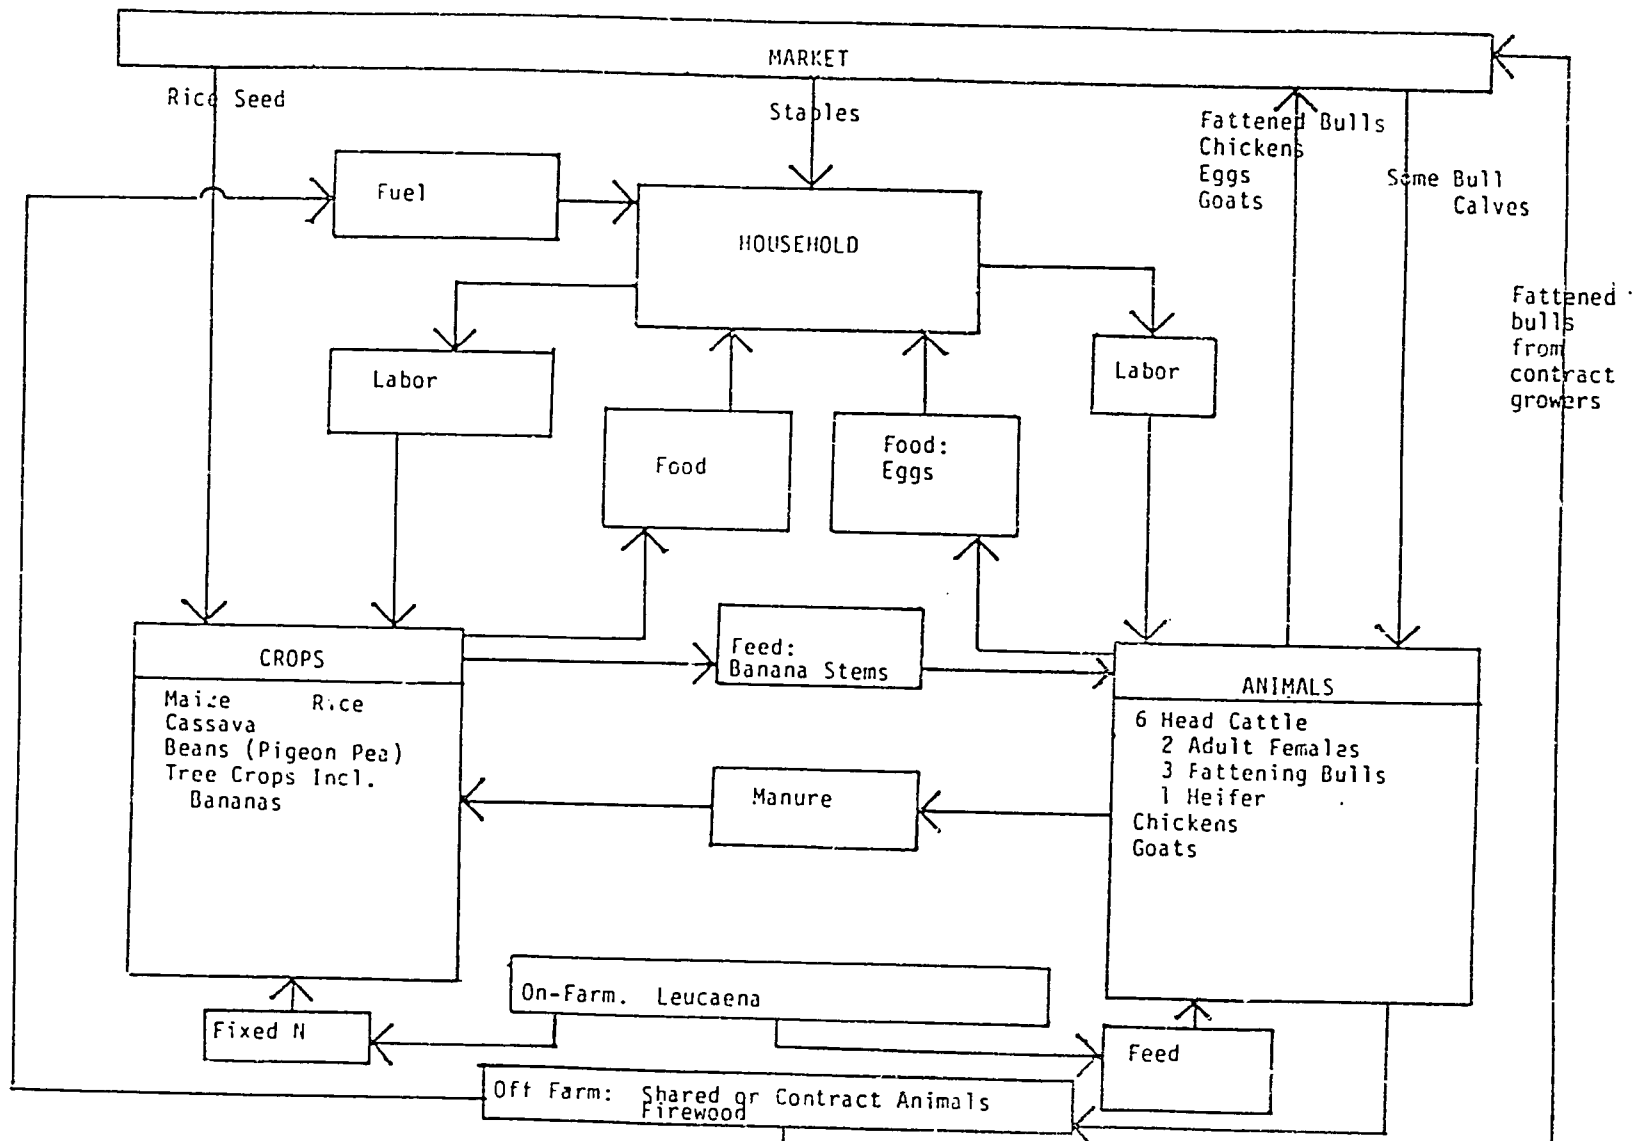 MARKET
Rice Seed
Staples
Fattened Bulls
Chickens
Eggs
Goats
Some Bull
Calves
Fuel
HOUSEHOLD
Fattened
bulls
from
contract
growers
Labor
Labor
Food
Food:
Eggs
CROPS
Feed:
Banana Stems
ANIMALS
Maize Rice
Cassava
Beans (Pigeon Pea)
Tree Crops Incl.
Bananas
6 Head Cattle
2 Adult Females
3 Fattening Bulls
1 Heifer
Chickens
Goats
Manure
On-Farm. Leucaena
Fixed N
Feed
Off Farm: Shared or Contract Animals
Firewood